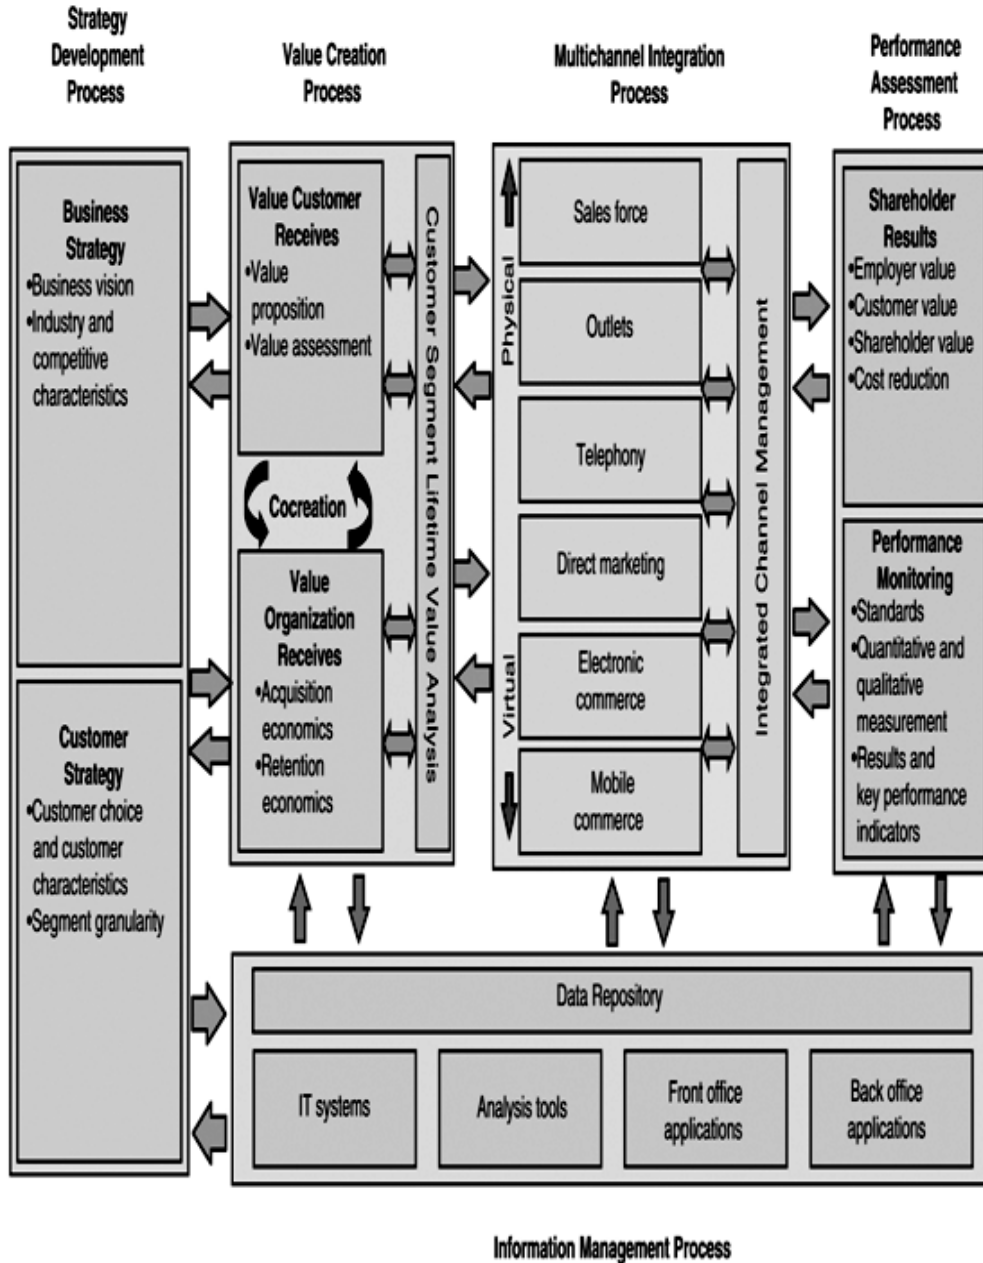 Strategy
Development
Process
Value Creation
Process
Multichannel Integration
Process
Performance
Assessment
Process
Business
Strategy
•Business vision
•Industry and
competitive
characteristics
Customer
Strategy
•Customer choice
and customer
characteristics
•Segment granularity
Value Customer
Receives
•Value
proposition
•Value assessment
Cocreation
Value
Organization
Receives
•Acquisition
economics
•Retention
economics
Customer Segment Lifetime Value Analysis
Physical
Virtual
Sales force
Outlets
Telephony
Direct marketing
Electronic
commerce
Mobile
commerce
Integrated Channel Management
Shareholder
Results
•Employer value
•Customer value
•Shareholder value
•Cost reduction
Performance
Monitoring
•Standards
•Quantitative and
qualitative
measurement
•Results and
key performance
indicators
Data Repository
IT systems
Analysis tools
Front office
applications
Back office
applications
Information Management Process